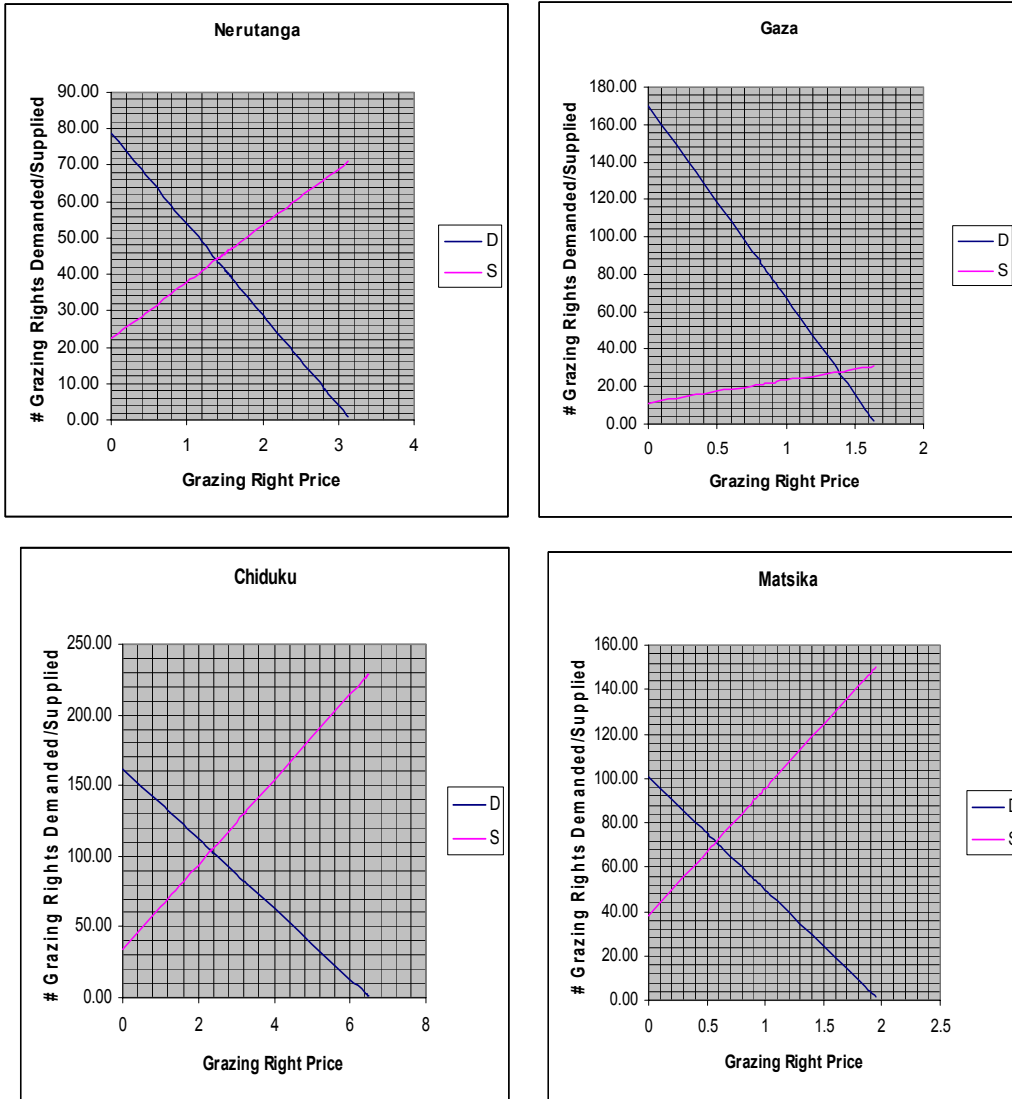 Nerutanga
# Grazing Rights Demanded/Supplied
90.00
80.00
70.00
60.00
50.00
40.00
30.00
20.00
10.00
0.00
0 1 2 3 4
Grazing Right Price
D
S
Gaza
# Grazing Rights Demanded/Supplied
180.00
160.00
140.00
120.00
100.00
80.00
60.00
40.00
20.00
0.00
0 0.5 1 1.5 2
Grazing Right Price
D
S
Chiduku
# Grazing Rights Demanded/Supplied
250.00
200.00
150.00
100.00
50.00
0.00
0 2 4 6 8
Grazing Right Price
D
S
Matsika
# Grazing Rights Demanded/Supplied
160.00
140.00
120.00
100.00
80.00
60.00
40.00
20.00
0.00
0 0.5 1 1.5 2 2.5
Grazing Right Price
D
S